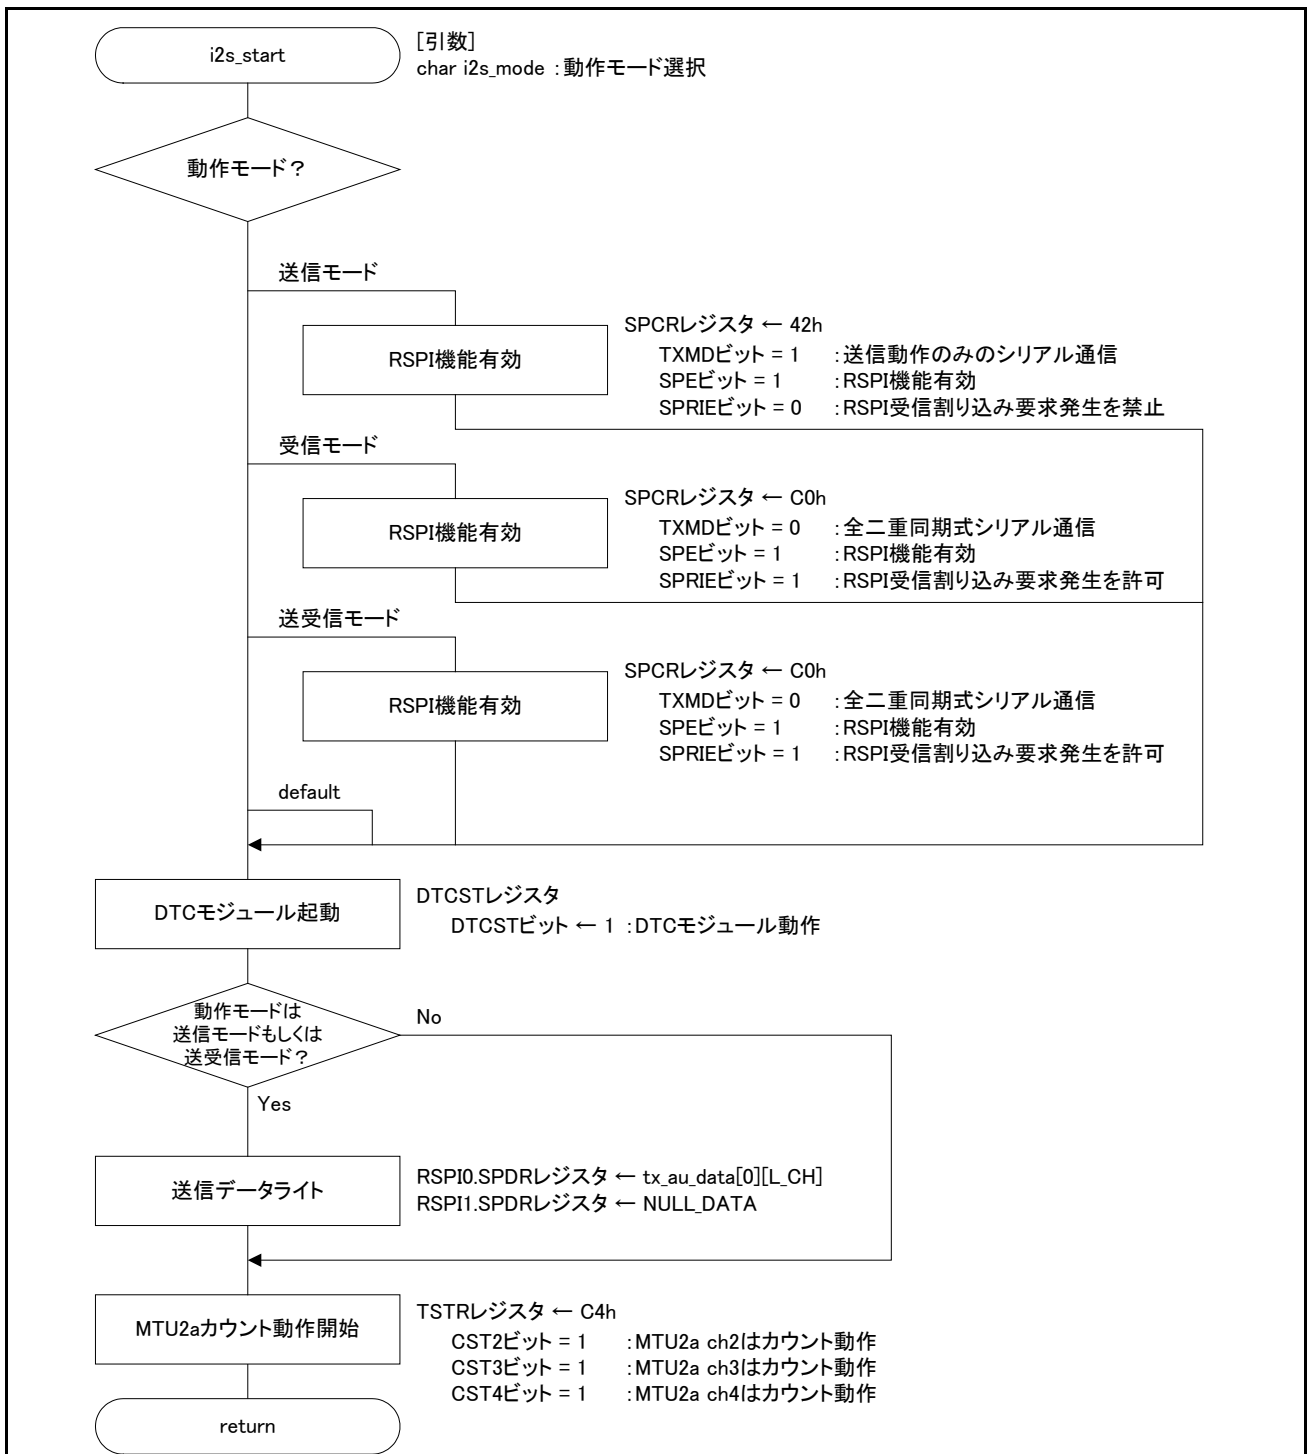 i2s_start
[引数]
char i2s_mode ：動作モード選択
動作モード？
送信モード
RSPI機能有効
SPCRレジスタ ← 42h
TXMDビット = 1 ：送信動作のみのシリアル通信
SPEビット = 1 ：RSPI機能有効
SPRIEビット = 0 ：RSPI受信割り込み要求発生を禁止
受信モード
RSPI機能有効
SPCRレジスタ ← C0h
TXMDビット = 0 ：全二重同期式シリアル通信
SPEビット = 1 ：RSPI機能有効
SPRIEビット = 1 ：RSPI受信割り込み要求発生を許可
送受信モード
RSPI機能有効
SPCRレジスタ ← C0h
TXMDビット = 0 ：全二重同期式シリアル通信
SPEビット = 1 ：RSPI機能有効
SPRIEビット = 1 ：RSPI受信割り込み要求発生を許可
default
DTCモジュール起動
DTCSTレジスタ
DTCSTビット ← 1 ：DTCモジュール動作
動作モードは
送信モードもしくは
送受信モード？
No
Yes
送信データライト
RSPI0.SPDRレジスタ ← tx_au_data[0][L_CH]
RSPI1.SPDRレジスタ ← NULL_DATA
MTU2aカウント動作開始
TSTRレジスタ ← C4h
CST2ビット = 1 ：MTU2a ch2はカウント動作
CST3ビット = 1 ：MTU2a ch3はカウント動作
CST4ビット = 1 ：MTU2a ch4はカウント動作
return